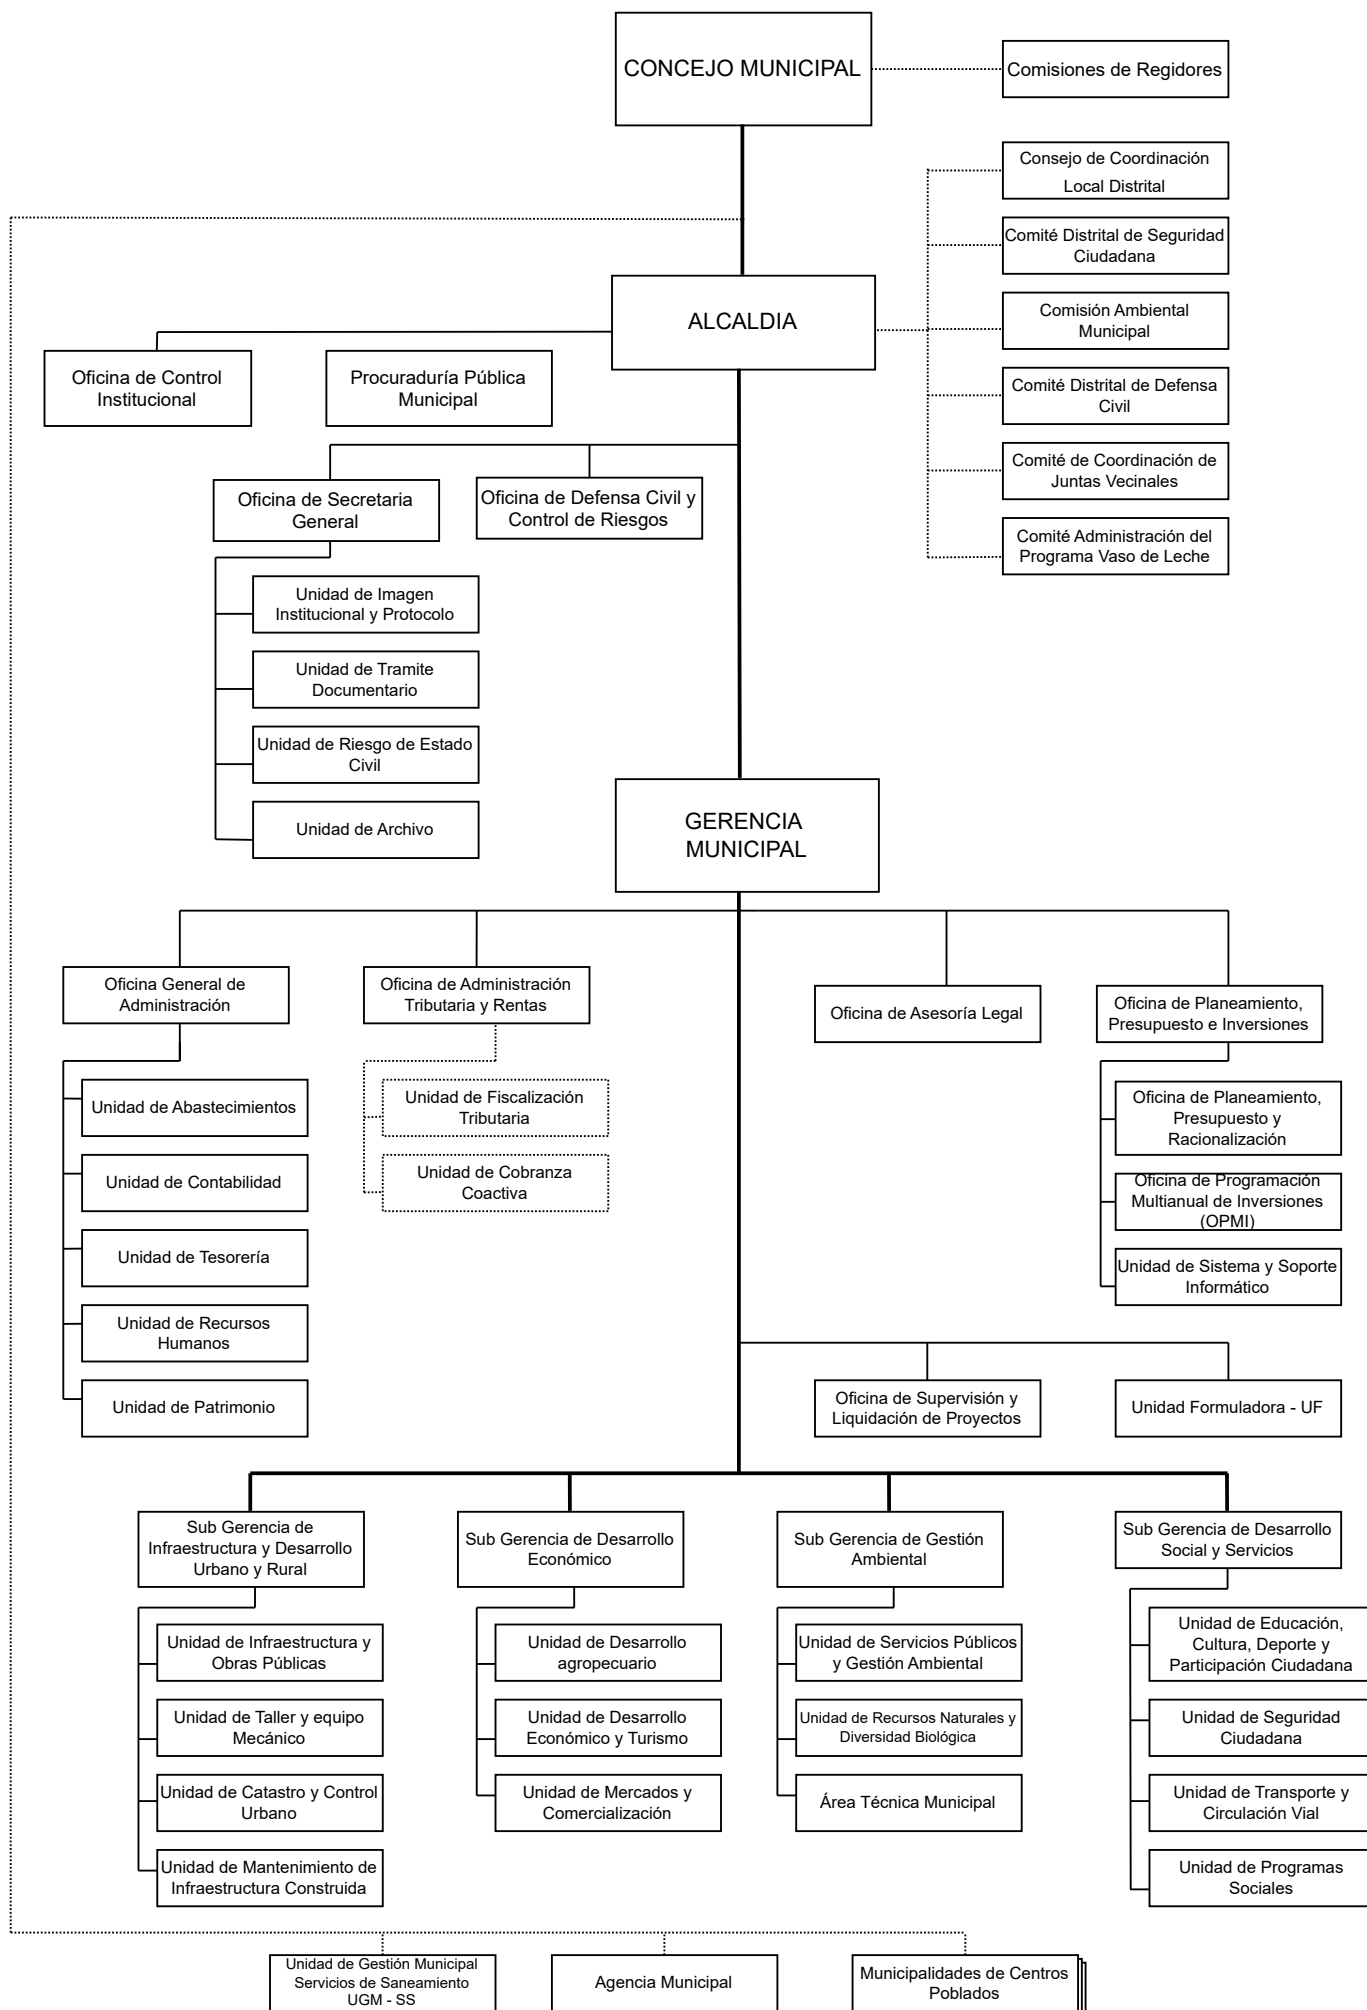 CONCEJO MUNICIPAL
Comisiones de Regidores
Consejo de Coordinación
Local Distrital
Comité Distrital de Seguridad
Ciudadana
ALCALDIA
Comisión Ambiental
Municipal
Oficina de Control
Institucional
Procuraduría Pública
Municipal
Comité Distrital de Defensa
Civil
Comité de Coordinación de
Juntas Vecinales
Oficina de Secretaria
General
Oficina de Defensa Civil y
Control de Riesgos
Comité Administración del
Programa Vaso de Leche
Unidad de Imagen
Institucional y Protocolo
Unidad de Tramite
Documentario
Unidad de Riesgo de Estado
Civil
Unidad de Archivo
GERENCIA
MUNICIPAL
Oficina General de
Administración
Oficina de Administración
Tributaria y Rentas
Oficina de Asesoría Legal
Oficina de Planeamiento,
Presupuesto e Inversiones
Unidad de Abastecimientos
Unidad de Contabilidad
Unidad de Tesorería
Unidad de Recursos
Humanos
Unidad de Patrimonio
Unidad de Fiscalización
Tributaria
Unidad de Cobranza
Coactiva
Oficina de Planeamiento,
Presupuesto y
Racionalización
Oficina de Programación
Multianual de Inversiones
(OPMI)
Unidad de Sistema y Soporte
Informático
Oficina de Supervisión y
Liquidación de Proyectos
Unidad Formuladora - UF
Sub Gerencia de
Infraestructura y Desarrollo
Urbano y Rural
Sub Gerencia de Desarrollo
Económico
Sub Gerencia de Gestión
Ambiental
Sub Gerencia de Desarrollo
Social y Servicios
Unidad de Infraestructura y
Obras Públicas
Unidad de Taller y equipo
Mecánico
Unidad de Catastro y Control
Urbano
Unidad de Mantenimiento de
Infraestructura Construida
Unidad de Desarrollo
agropecuario
Unidad de Desarrollo
Económico y Turismo
Unidad de Mercados y
Comercialización
Unidad de Servicios Públicos
y Gestión Ambiental
Unidad de Recursos Naturales y
Diversidad Biológica
Área Técnica Municipal
Unidad de Educación,
Cultura, Deporte y
Participación Ciudadana
Unidad de Seguridad
Ciudadana
Unidad de Transporte y
Circulación Vial
Unidad de Programas
Sociales
Unidad de Gestión Municipal
Servicios de Saneamiento
UGM - SS
Agencia Municipal
Municipalidades de Centros
Poblados